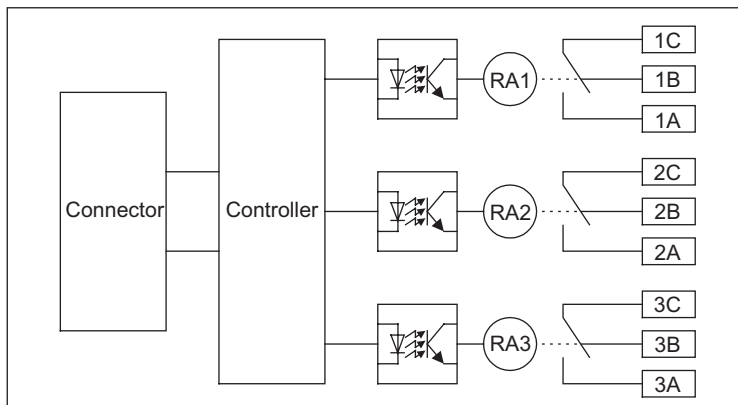 Connector
Controller
RA1
1C
1B
1A
RA2
2C
2B
2A
RA3
3C
3B
3A